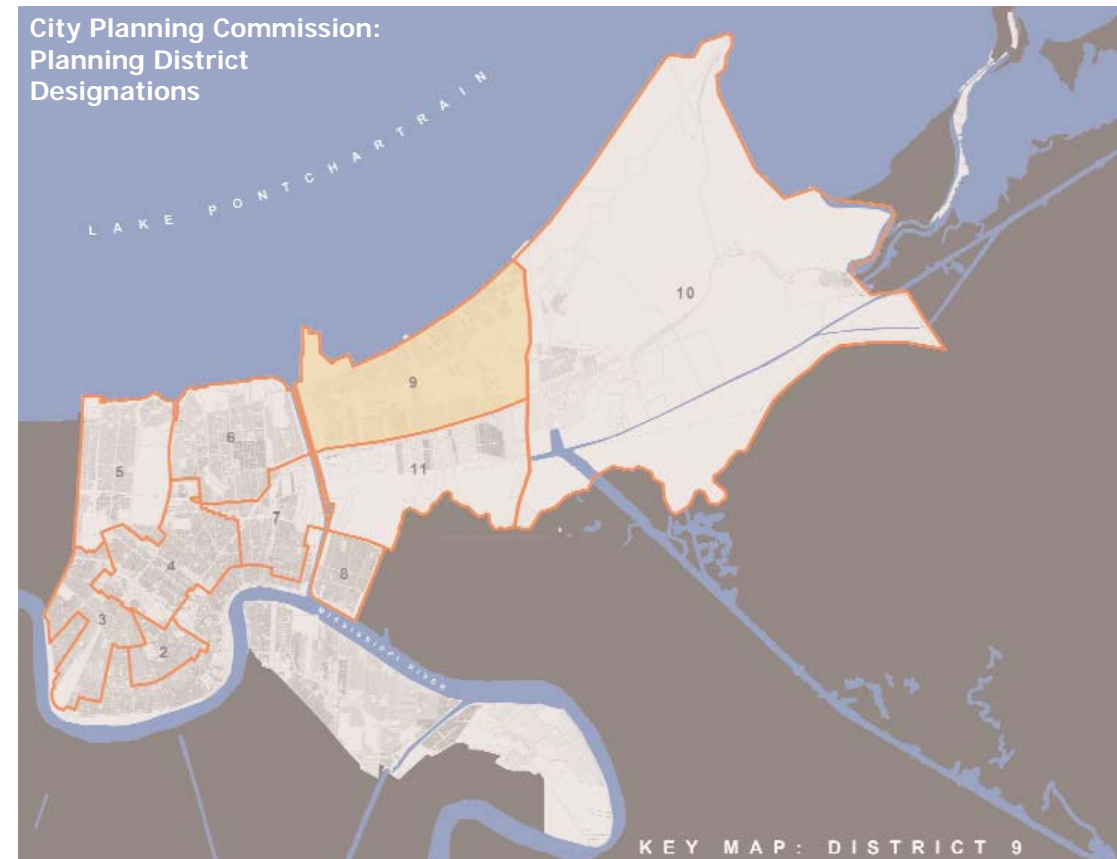 City Planning Commission:
Planning District
Designations
LAKE PONTCHARTRAIN
10
9
6
5
11
7
4
8
3
2
MISSISSIPPI RIVER
KEY MAP: DISTRICT 9